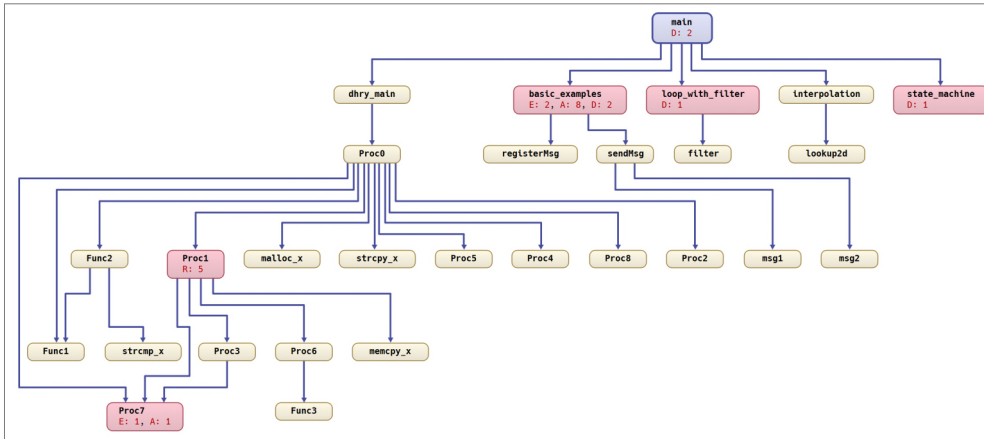 main
D: 2
dhry_main
basic_examples
E: 2, A: 8, D: 2
loop_with_filter
D: 1
interpolation
state_machine
D: 1
Proc0
registerMsg
sendMsg
filter
lookup2d
Func2
Proc1
R: 5
malloc_x
strcpy_x
Proc5
Proc4
Proc8
Proc2
msg1
msg2
Func1
strcmp_x
Proc3
Proc6
memcpy_x
Proc7
E: 1, A: 1
Func3